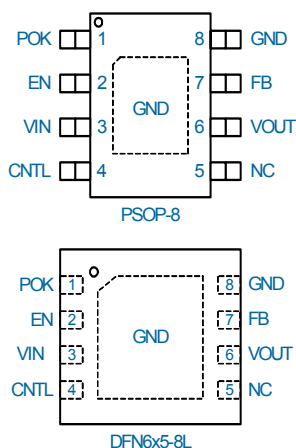 POK 1 8 GND
EN 2 7 FB
GND
VIN 3 6 VOUT
CNTL 4 5 NC
PSOP-8
POK 1 8 GND
EN 2 7 FB
GND
VIN 3 6 VOUT
CNTL 4 5 NC
DFN6x5-8L